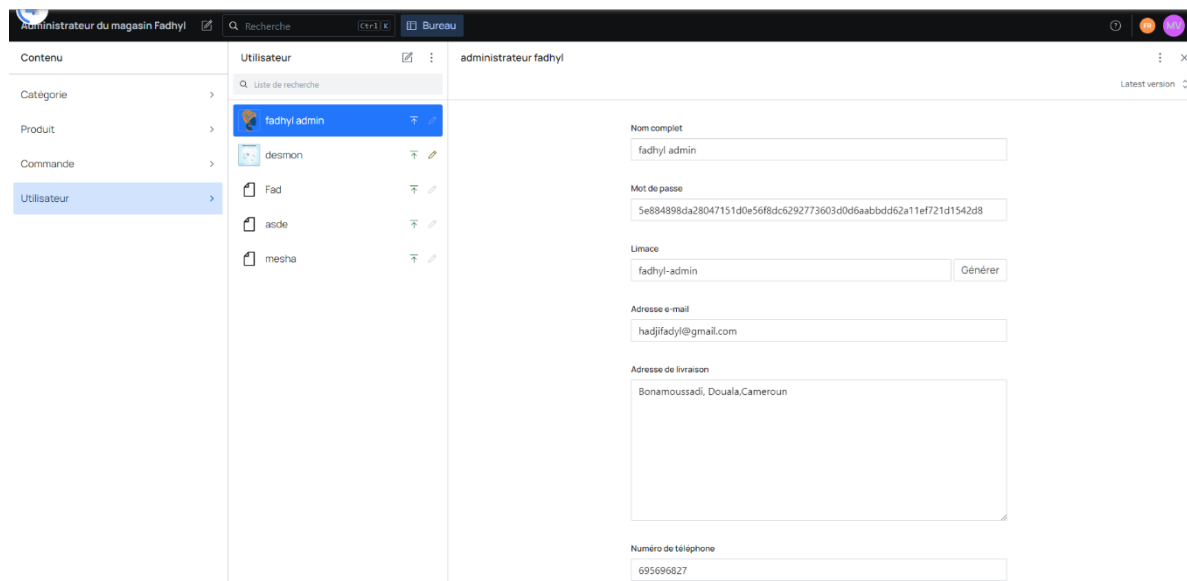 Administrateur du magasin Fadhyl
Recherche
Ctrl K
Bureau
FR
MV
Contenu
Catégorie
Produit
Commande
Utilisateur
Utilisateur
Liste de recherche
fadhyl admin
desmon
Fad
asde
mesha
administrateur fadhyl
Latest version
Nom complet
fadhyl admin
Mot de passe
5e884898da28047151d0e56f8dc6292773603d0d6aabbdd62a11ef721d1542d8
Limace
fadhyl-admin
Générer
Adresse e-mail
hadjifadyl@gmail.com
Adresse de livraison
Bonamoussadi, Douala,Cameroun
Numéro de téléphone
695696827